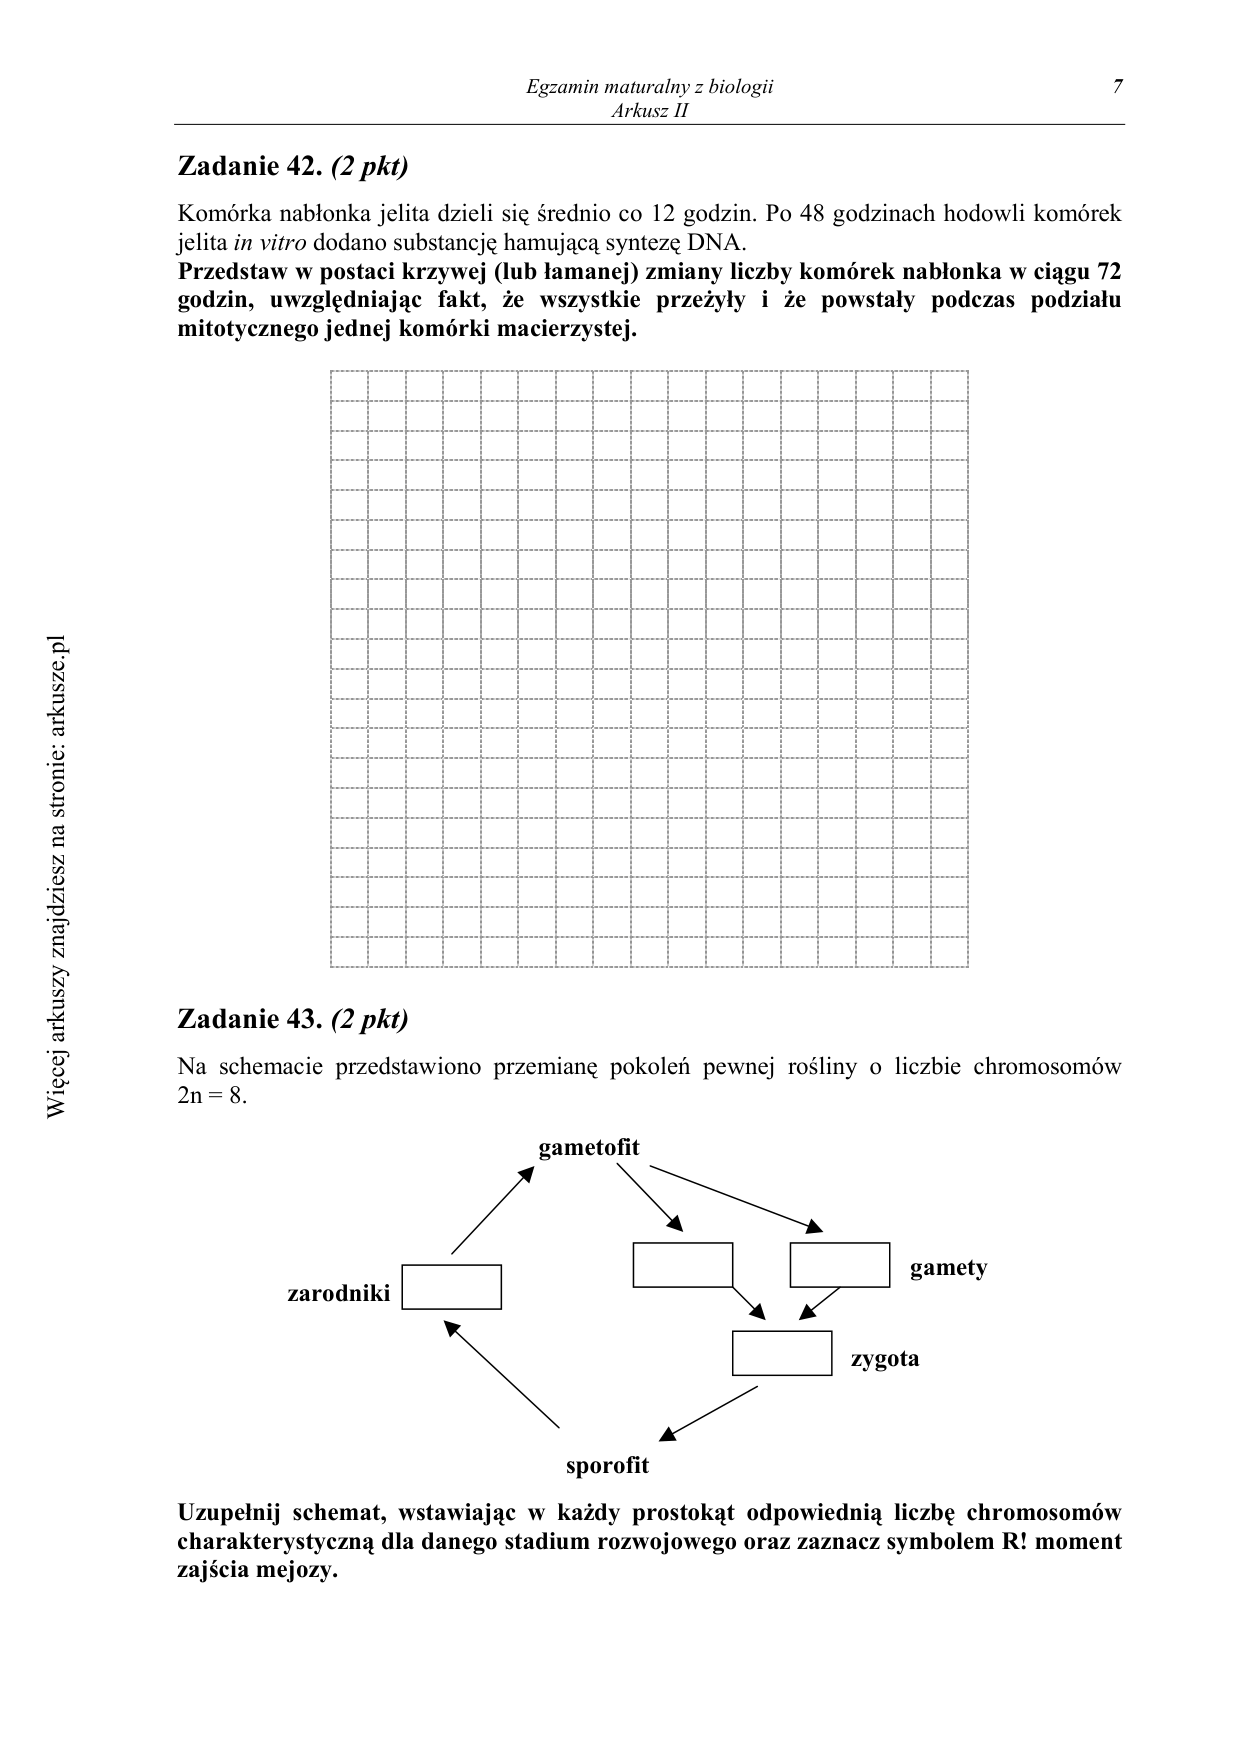 Egzamin maturalny z biologii
7
Arkusz II
Zadanie 42. (2 pkt)
Komórka nabłonka jelita dzieli się średnio co 12 godzin. Po 48 godzinach hodowli komórek
jelita in vitro dodano substancję hamującą syntezę DNA.
Przedstaw w postaci krzywej (lub łamanej) zmiany liczby komórek nabłonka w ciągu 72
godzin, uwzględniając fakt, że wszystkie przeżyły i że powstały podczas podziału
mitotycznego jednej komórki macierzystej.
Zadanie 43. (2 pkt)
Na schemacie przedstawiono przemianę pokoleń pewnej rośliny o liczbie chromosomów
2n = 8.
gametofit
gamety
zarodniki
zygota
sporofit
Uzupełnij schemat, wstawiając w każdy prostokąt odpowiednią liczbę chromosomów
charakterystyczną dla danego stadium rozwojowego oraz zaznacz symbolem R! moment
zajścia mejozy.
Więcej arkuszy znajdziesz na stronie: arkusze.pl